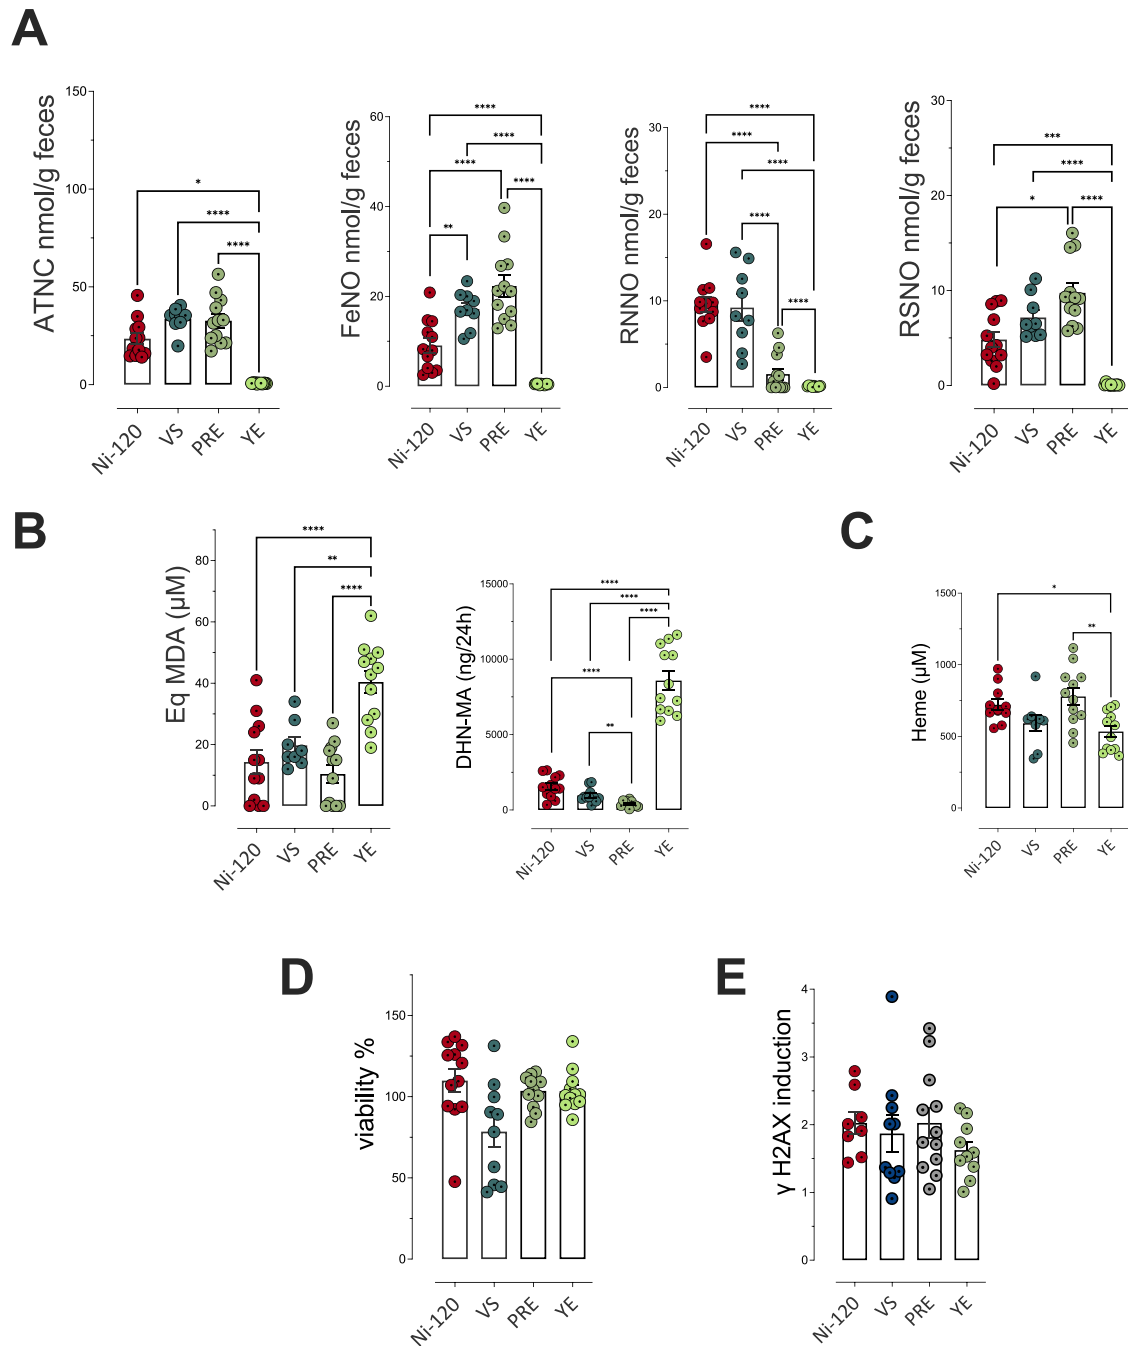 A
ATNC nmol/g feces
150
100
50
0
*
****
****
Ni-120
VS
PRE
YE
FeNO nmol/g feces
60
40
20
0
****
****
****
****
**
Ni-120
VS
PRE
YE
RNNO nmol/g feces
30
20
10
0
****
****
****
****
****
Ni-120
VS
PRE
YE
RSNO nmol/g feces
30
20
10
0
***
****
*
****
Ni-120
VS
PRE
YE
B
Eq MDA (µM)
80
60
40
20
0
****
**
****
Ni-120
VS
PRE
YE
DHN-MA (ng/24h)
15000
10000
5000
0
****
****
****
****
**
Ni-120
VS
PRE
YE
C
Heme (µM)
1500
1000
500
0
*
**
Ni-120
VS
PRE
YE
D
viability %
150
100
50
0
Ni-120
VS
PRE
YE
E
γ H2AX induction
4
3
2
1
0
Ni-120
VS
PRE
YE